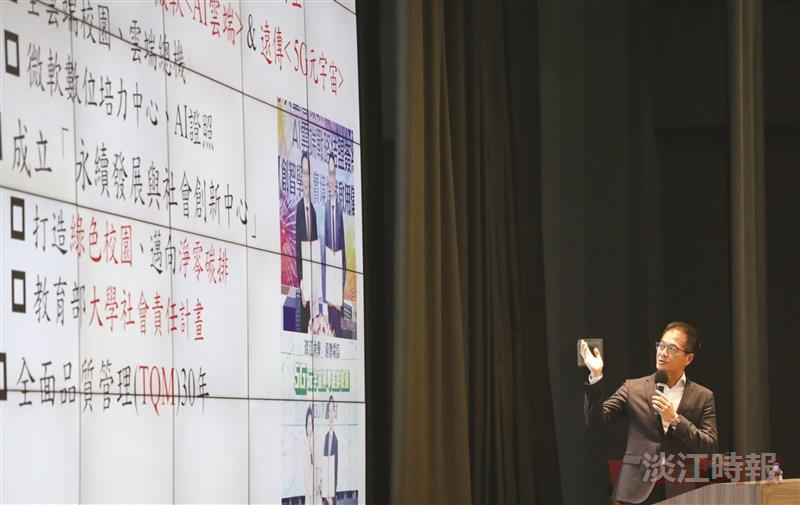 微軟<AI雲端>
&遠傳<5G元宇宙>
全雲端校園、雲端總機
微軟數位培力中心、AI證照
成立「永續發展與社會創新中心」
打造綠色校園、邁向淨零碳排
教育部大學社會責任計畫
全面品質管理(TQM)30年
淡江時報